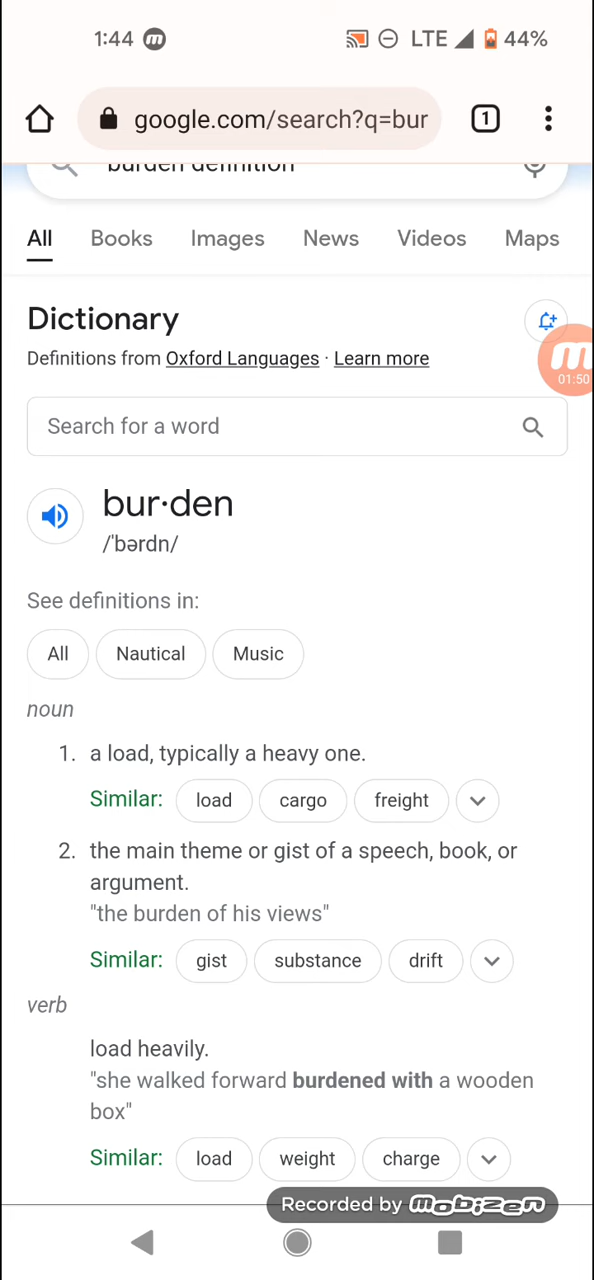 1:44 m LTE 44%
google.com/search?q=bur 1
burden definition
All Books Images News Videos Maps
Dictionary
Definitions from Oxford Languages · Learn more
m
01:50
Search for a word
bur·den
/ˈbərdn/
See definitions in:
All Nautical Music
noun
1. a load, typically a heavy one.
Similar: load cargo freight
2. the main theme or gist of a speech, book, or
argument.
"the burden of his views"
Similar: gist substance drift
verb
load heavily.
"she walked forward burdened with a wooden
box"
Similar: load weight charge
Recorded by mobizen